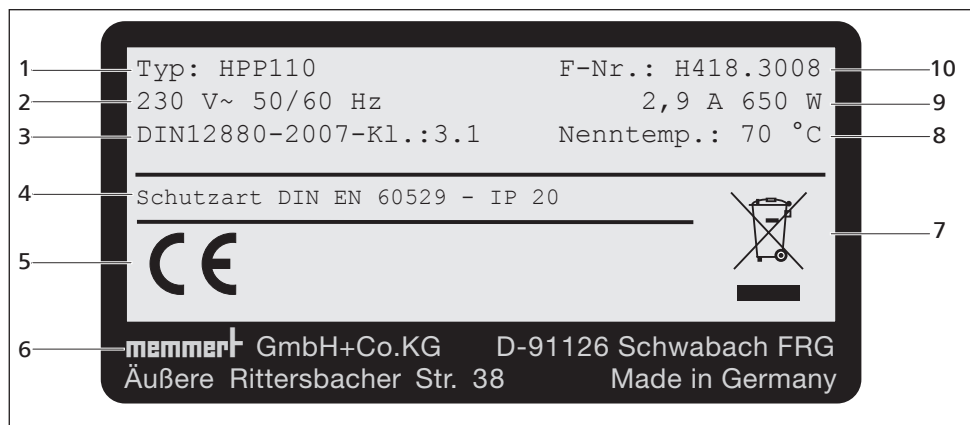 1 Typ: HPP110 F-Nr.: H418.3008 10
2 230 V~ 50/60 Hz 2,9 A 650 W 9
3 DIN12880-2007-Kl.:3.1 Nenntemp.: 70 °C 8
4 Schutzart DIN EN 60529 - IP 20
7
5 CE
6 memmert GmbH+Co.KG D-91126 Schwabach FRG
Äußere Rittersbacher Str. 38 Made in Germany